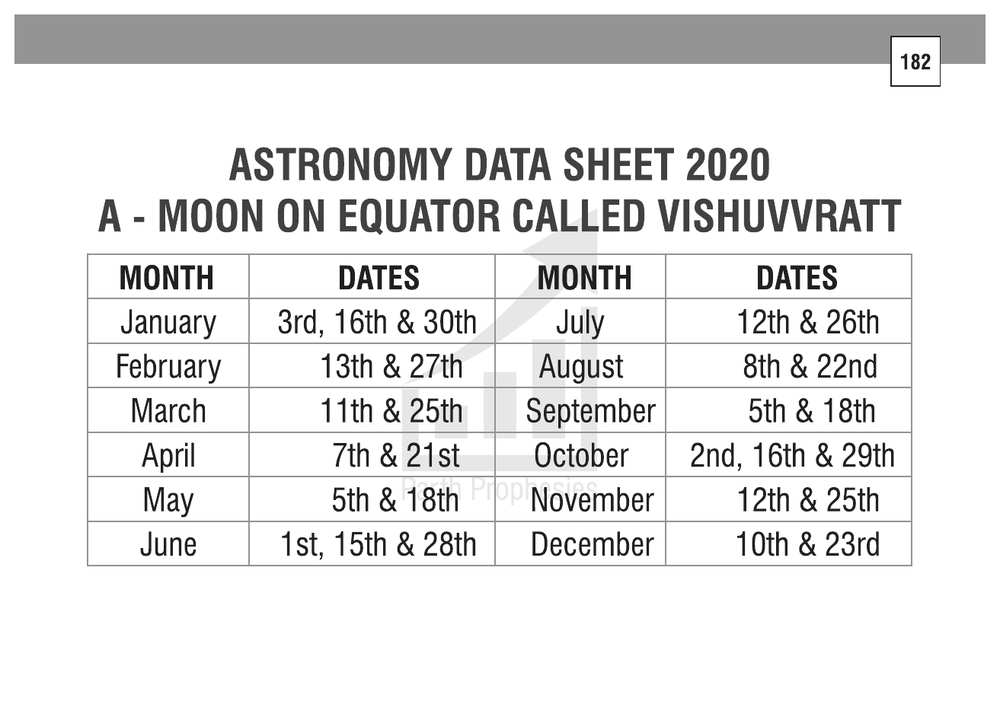 182
ASTRONOMY DATA SHEET 2020
A - MOON ON EQUATOR CALLED VISHUVVRATT
MONTH DATES MONTH DATES
January 3rd, 16th & 30th July 12th & 26th
February 13th & 27th August 8th & 22nd
March 11th & 25th September 5th & 18th
April 7th & 21st October 2nd, 16th & 29th
Parth Prophesies
May 5th & 18th November 12th & 25th
June 1st, 15th & 28th December 10th & 23rd